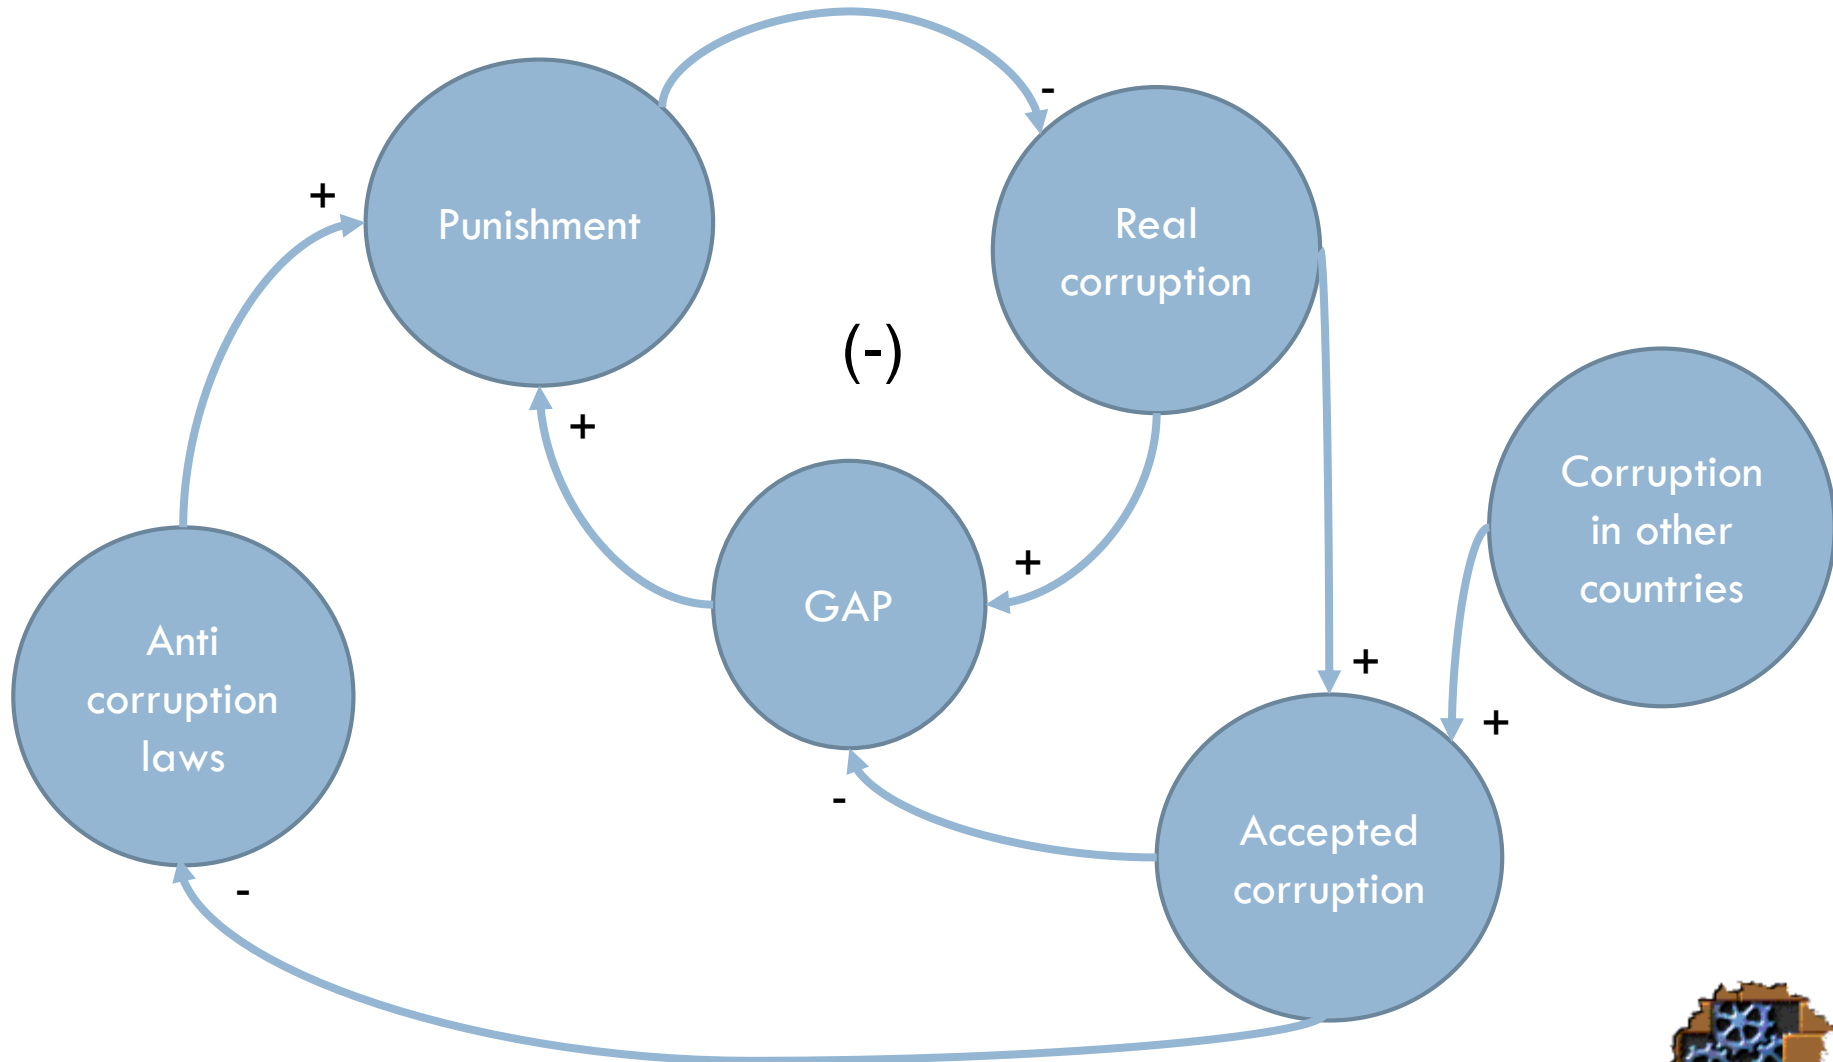 -
+
Punishment
Real
corruption
(-)
+
Corruption
in other
countries
+
GAP
Anti
corruption
laws
+
+
-
Accepted
corruption
-